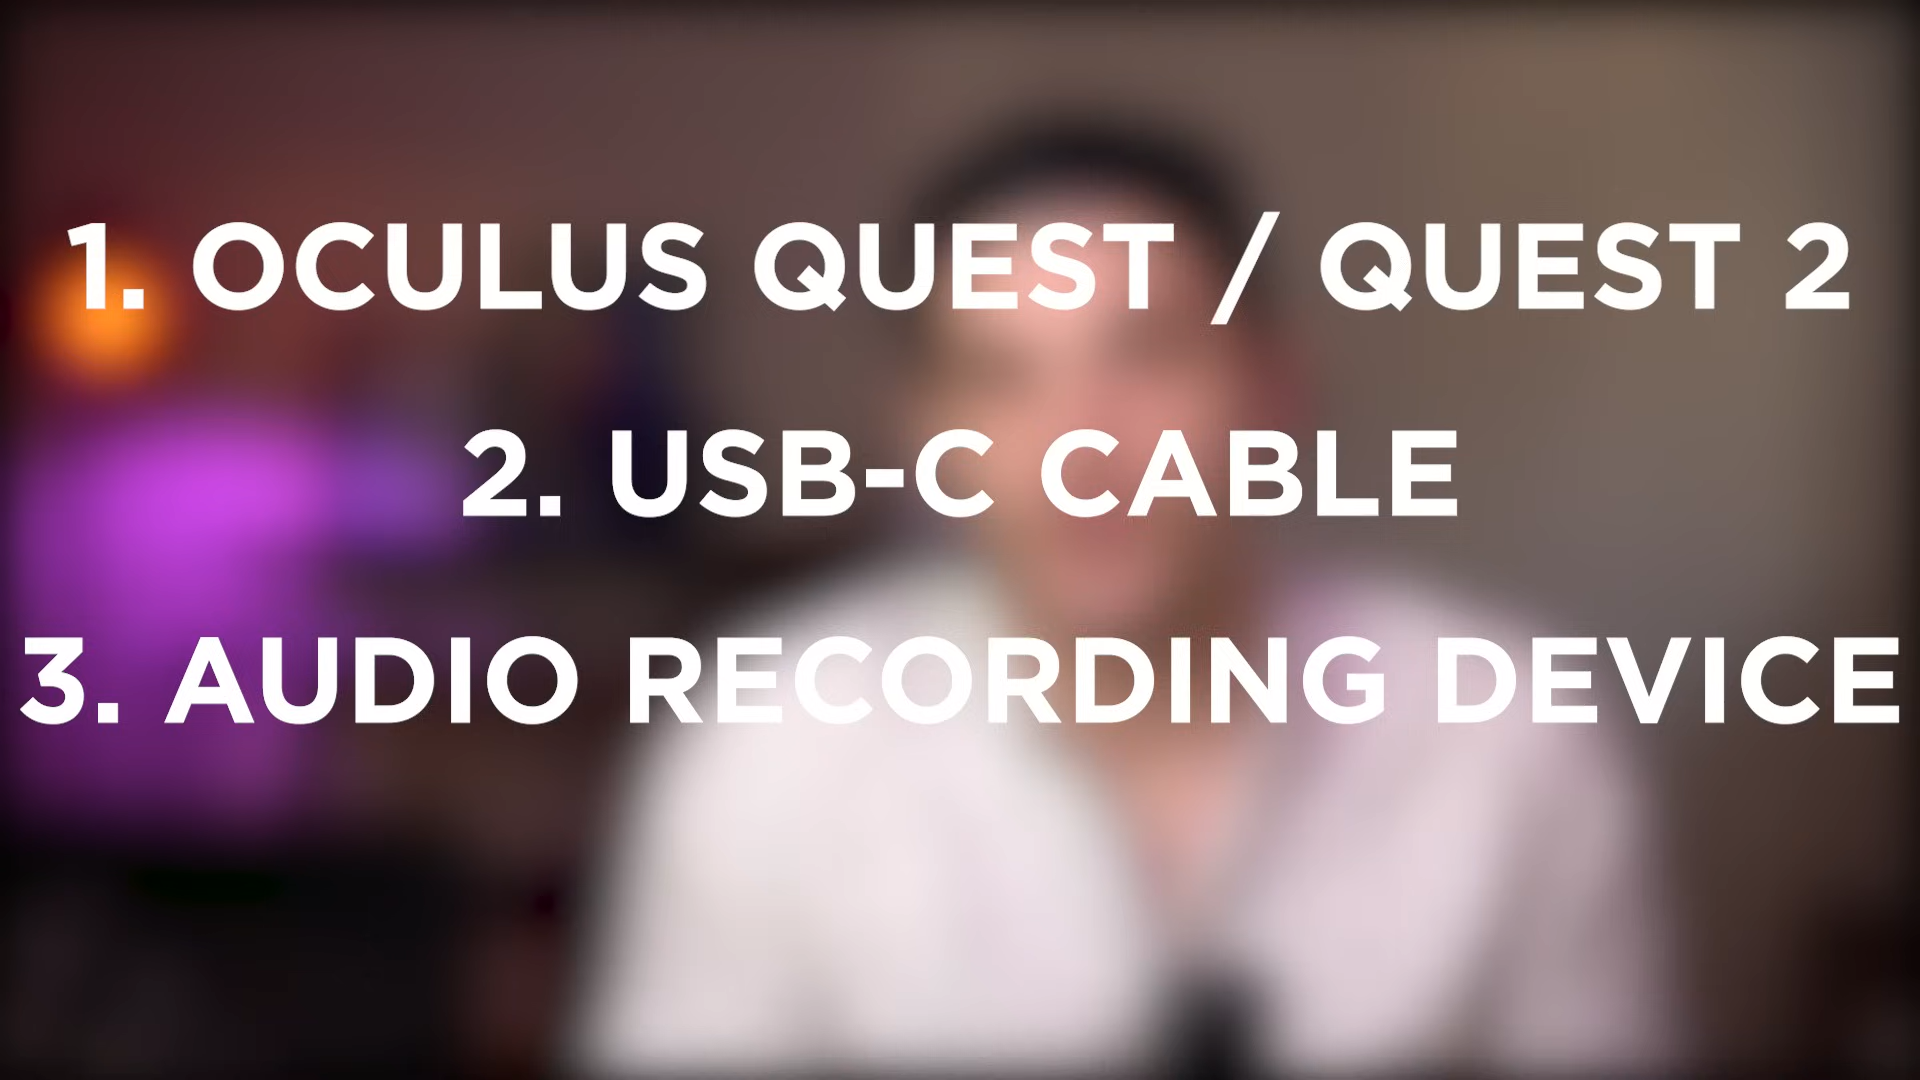 1. OCULUS QUEST / QUEST 2
2. USB-C CABLE
3. AUDIO RECORDING DEVICE